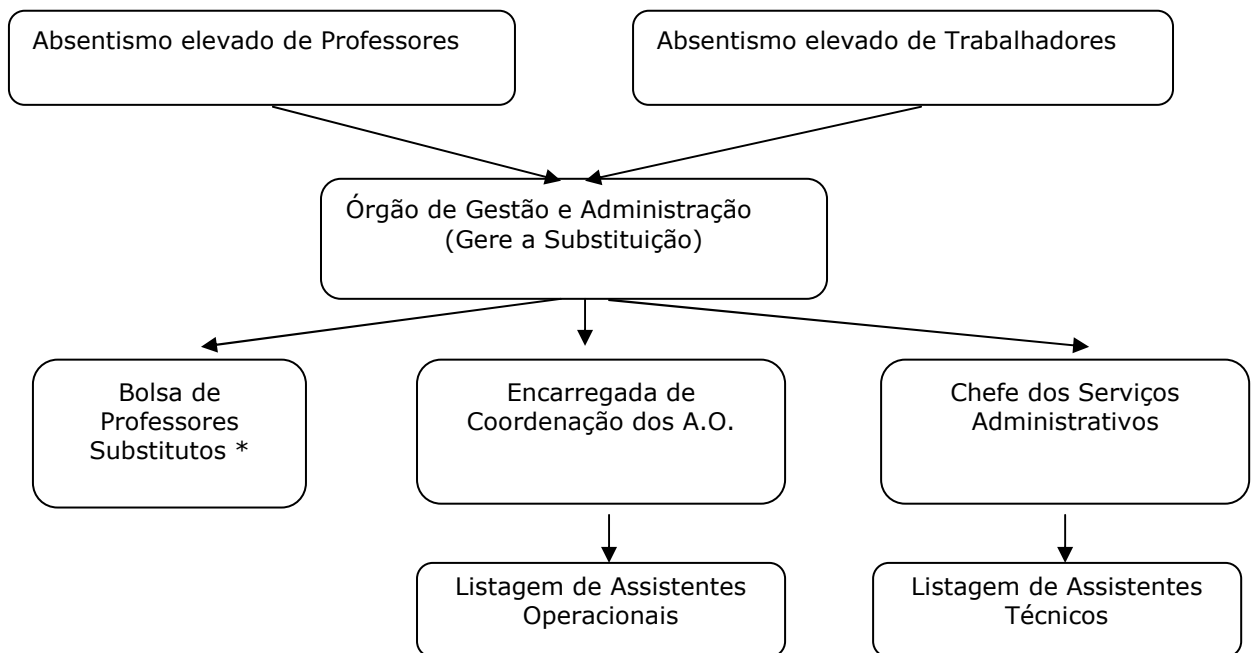 Absentismo elevado de Professores
Absentismo elevado de Trabalhadores
Órgão de Gestão e Administração
(Gere a Substituição)
Bolsa de
Professores
Substitutos *
Encarregada de
Coordenação dos A.O.
Chefe dos Serviços
Administrativos
Listagem de Assistentes
Operacionais
Listagem de Assistentes
Técnicos